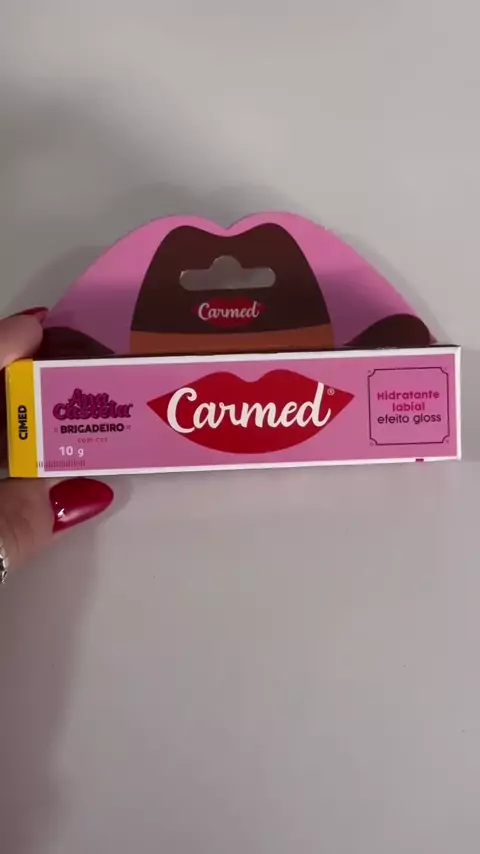 Carmed
CIMED
Ana
Castela
BRIGADEIRO
com cor
10 g
Carmed®
Hidratante
labial
efeito gloss